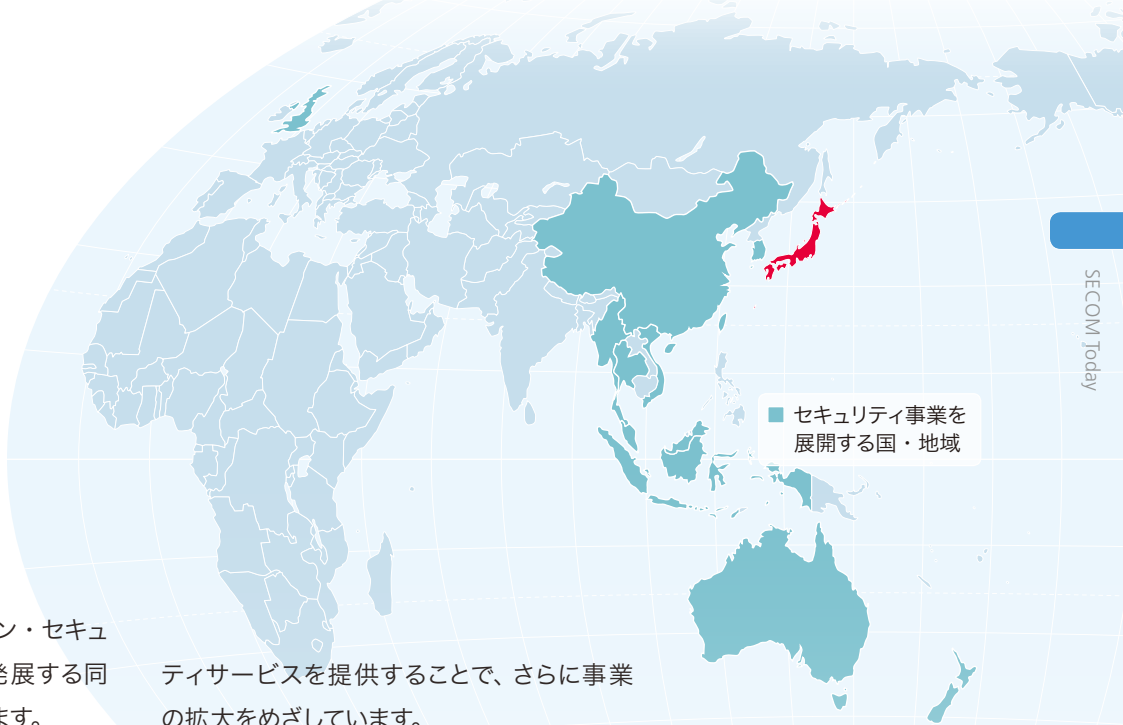 SECOM Today
セキュリティ事業を
展開する国・地域
ン・セキュ
発展する同
ます。
ティサービスを提供することで、さらに事業
の拡大をめざしています。